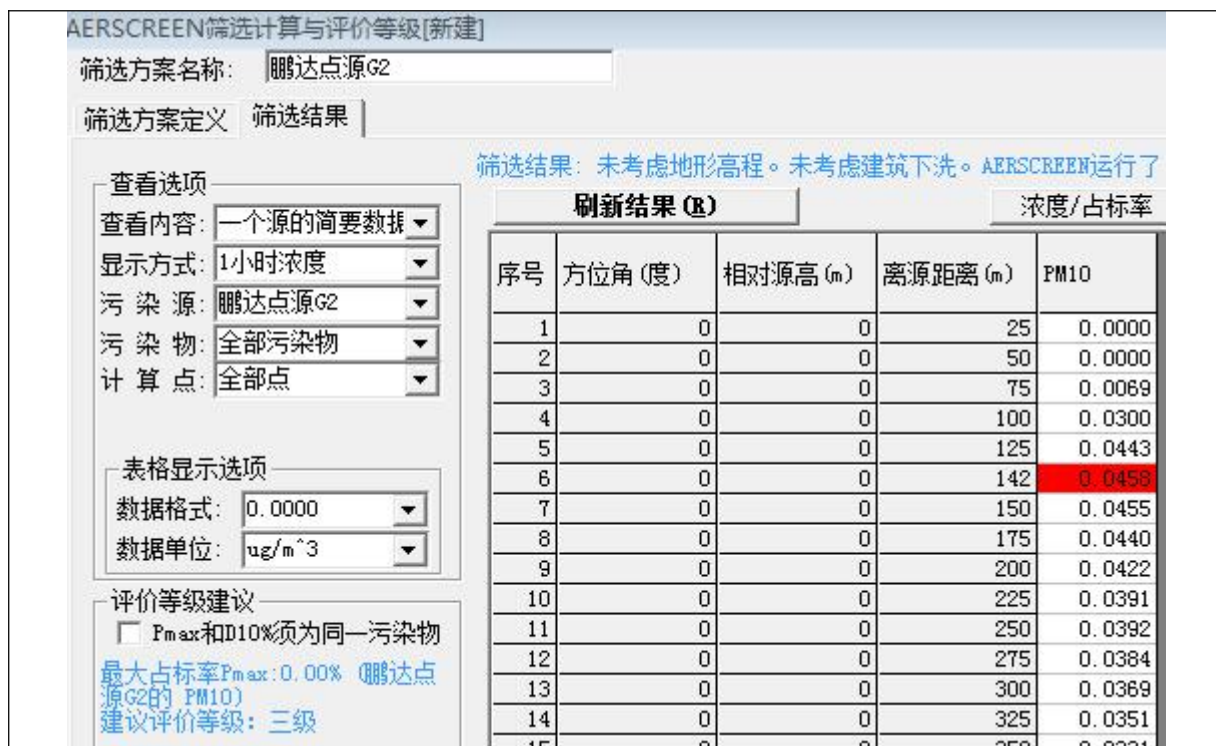 AERSCREEN筛选计算与评价等级[新建]
筛选方案名称: 鹏达点源G2
筛选方案定义 筛选结果
筛选结果: 未考虑地形高程。未考虑建筑下洗。AERSCREEN运行了
查看选项
查看内容: 一个源的简要数据
显示方式: 1小时浓度
污 染 源: 鹏达点源G2
污 染 物: 全部污染物
计 算 点: 全部点
表格显示选项
数据格式: 0.0000
数据单位: ug/m^3
评价等级建议
Pmax和D10%须为同一污染物
最大占标率Pmax:0.00% (鹏达点
源G2的 PM10)
建议评价等级: 三级
刷新结果(R) 浓度/占标率
序号 方位角(度) 相对源高(m) 离源距离(m) PM10
1 0 0 25 0.0000
2 0 0 50 0.0000
3 0 0 75 0.0069
4 0 0 100 0.0300
5 0 0 125 0.0443
6 0 0 142 0.0458
7 0 0 150 0.0455
8 0 0 175 0.0440
9 0 0 200 0.0422
10 0 0 225 0.0391
11 0 0 250 0.0392
12 0 0 275 0.0384
13 0 0 300 0.0369
14 0 0 325 0.0351